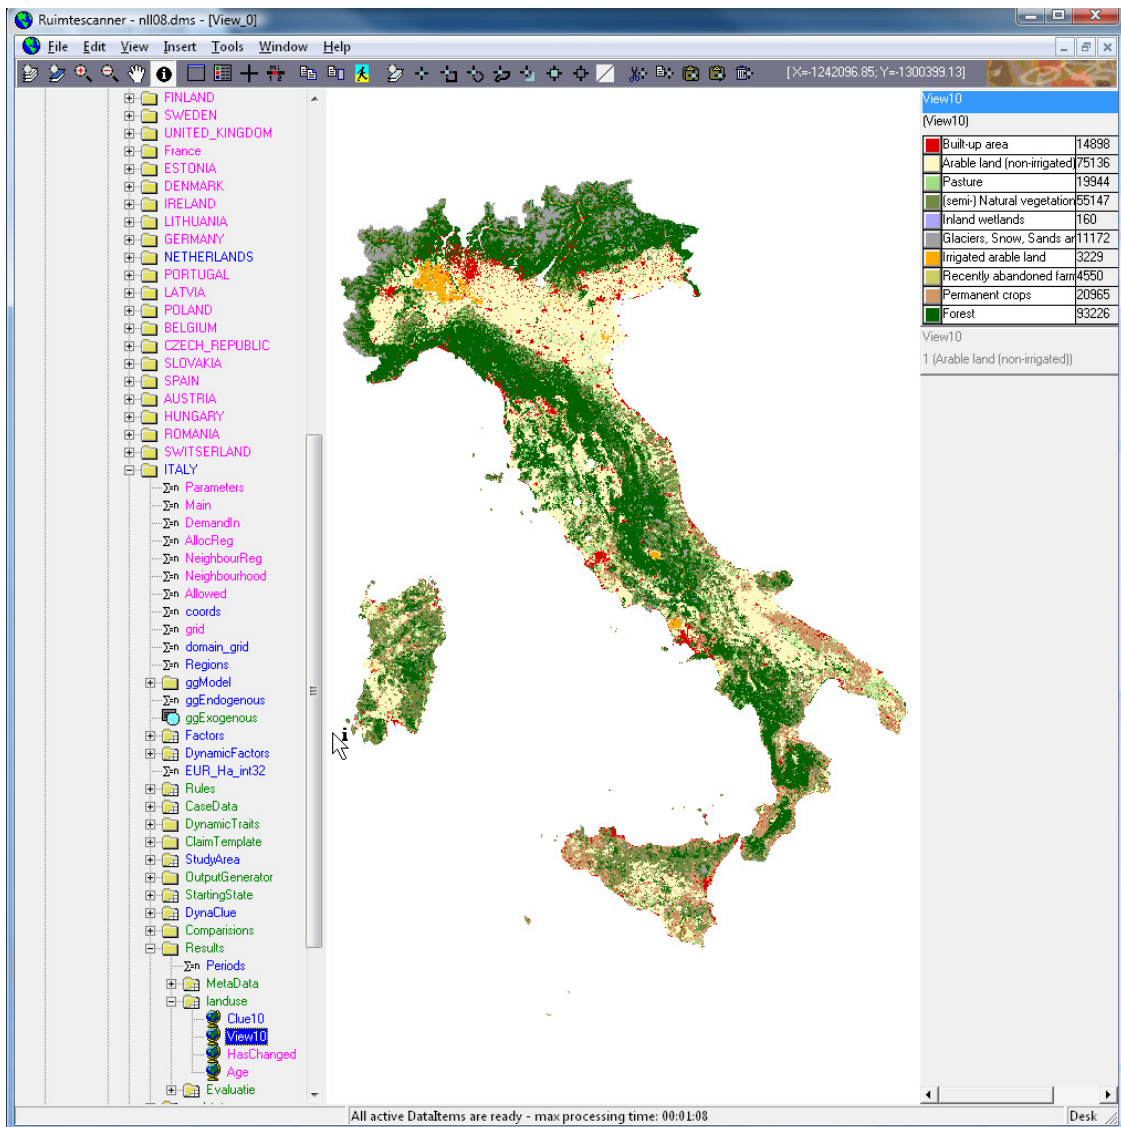 Ruimtescanner - nll08.dms - [View_0]
File Edit View Insert Tools Window Help
[X=-1242096.85; Y=-1300399.13]
FINLAND
SWEDEN
UNITED_KINGDOM
France
ESTONIA
DENMARK
IRELAND
LITHUANIA
GERMANY
NETHERLANDS
PORTUGAL
LATVIA
POLAND
BELGIUM
CZECH_REPUBLIC
SLOVAKIA
SPAIN
AUSTRIA
HUNGARY
ROMANIA
SWITSERLAND
ITALY
Σ=n Parameters
Σ=n Main
Σ=n DemandIn
Σ=n AllocReg
Σ=n NeighbourReg
Σ=n Neighbourhood
Σ=n Allowed
Σ=n coords
Σ=n grid
Σ=n domain_grid
Σ=n Regions
ggModel
Σ=n ggEndogenous
ggExogenous
Factors
DynamicFactors
Σ=n EUR_Ha_int32
Rules
CaseData
DynamicTraits
ClaimTemplate
StudyArea
OutputGenerator
StartingState
DynaClue
Comparisions
Results
Σ=n Periods
MetaData
landuse
Clue10
View10
HasChanged
Age
Evaluatie
View10
(View10)
Built-up area 14898
Arable land (non-irrigated) 75136
Pasture 19944
(semi-) Natural vegetation 55147
Inland wetlands 160
Glaciers, Snow, Sands ar 11172
Irrigated arable land 3229
Recently abandoned farm 4550
Permanent crops 20965
Forest 93226
View10
1 (Arable land (non-irrigated))
All active DataItems are ready - max processing time: 00:01:08
Desk